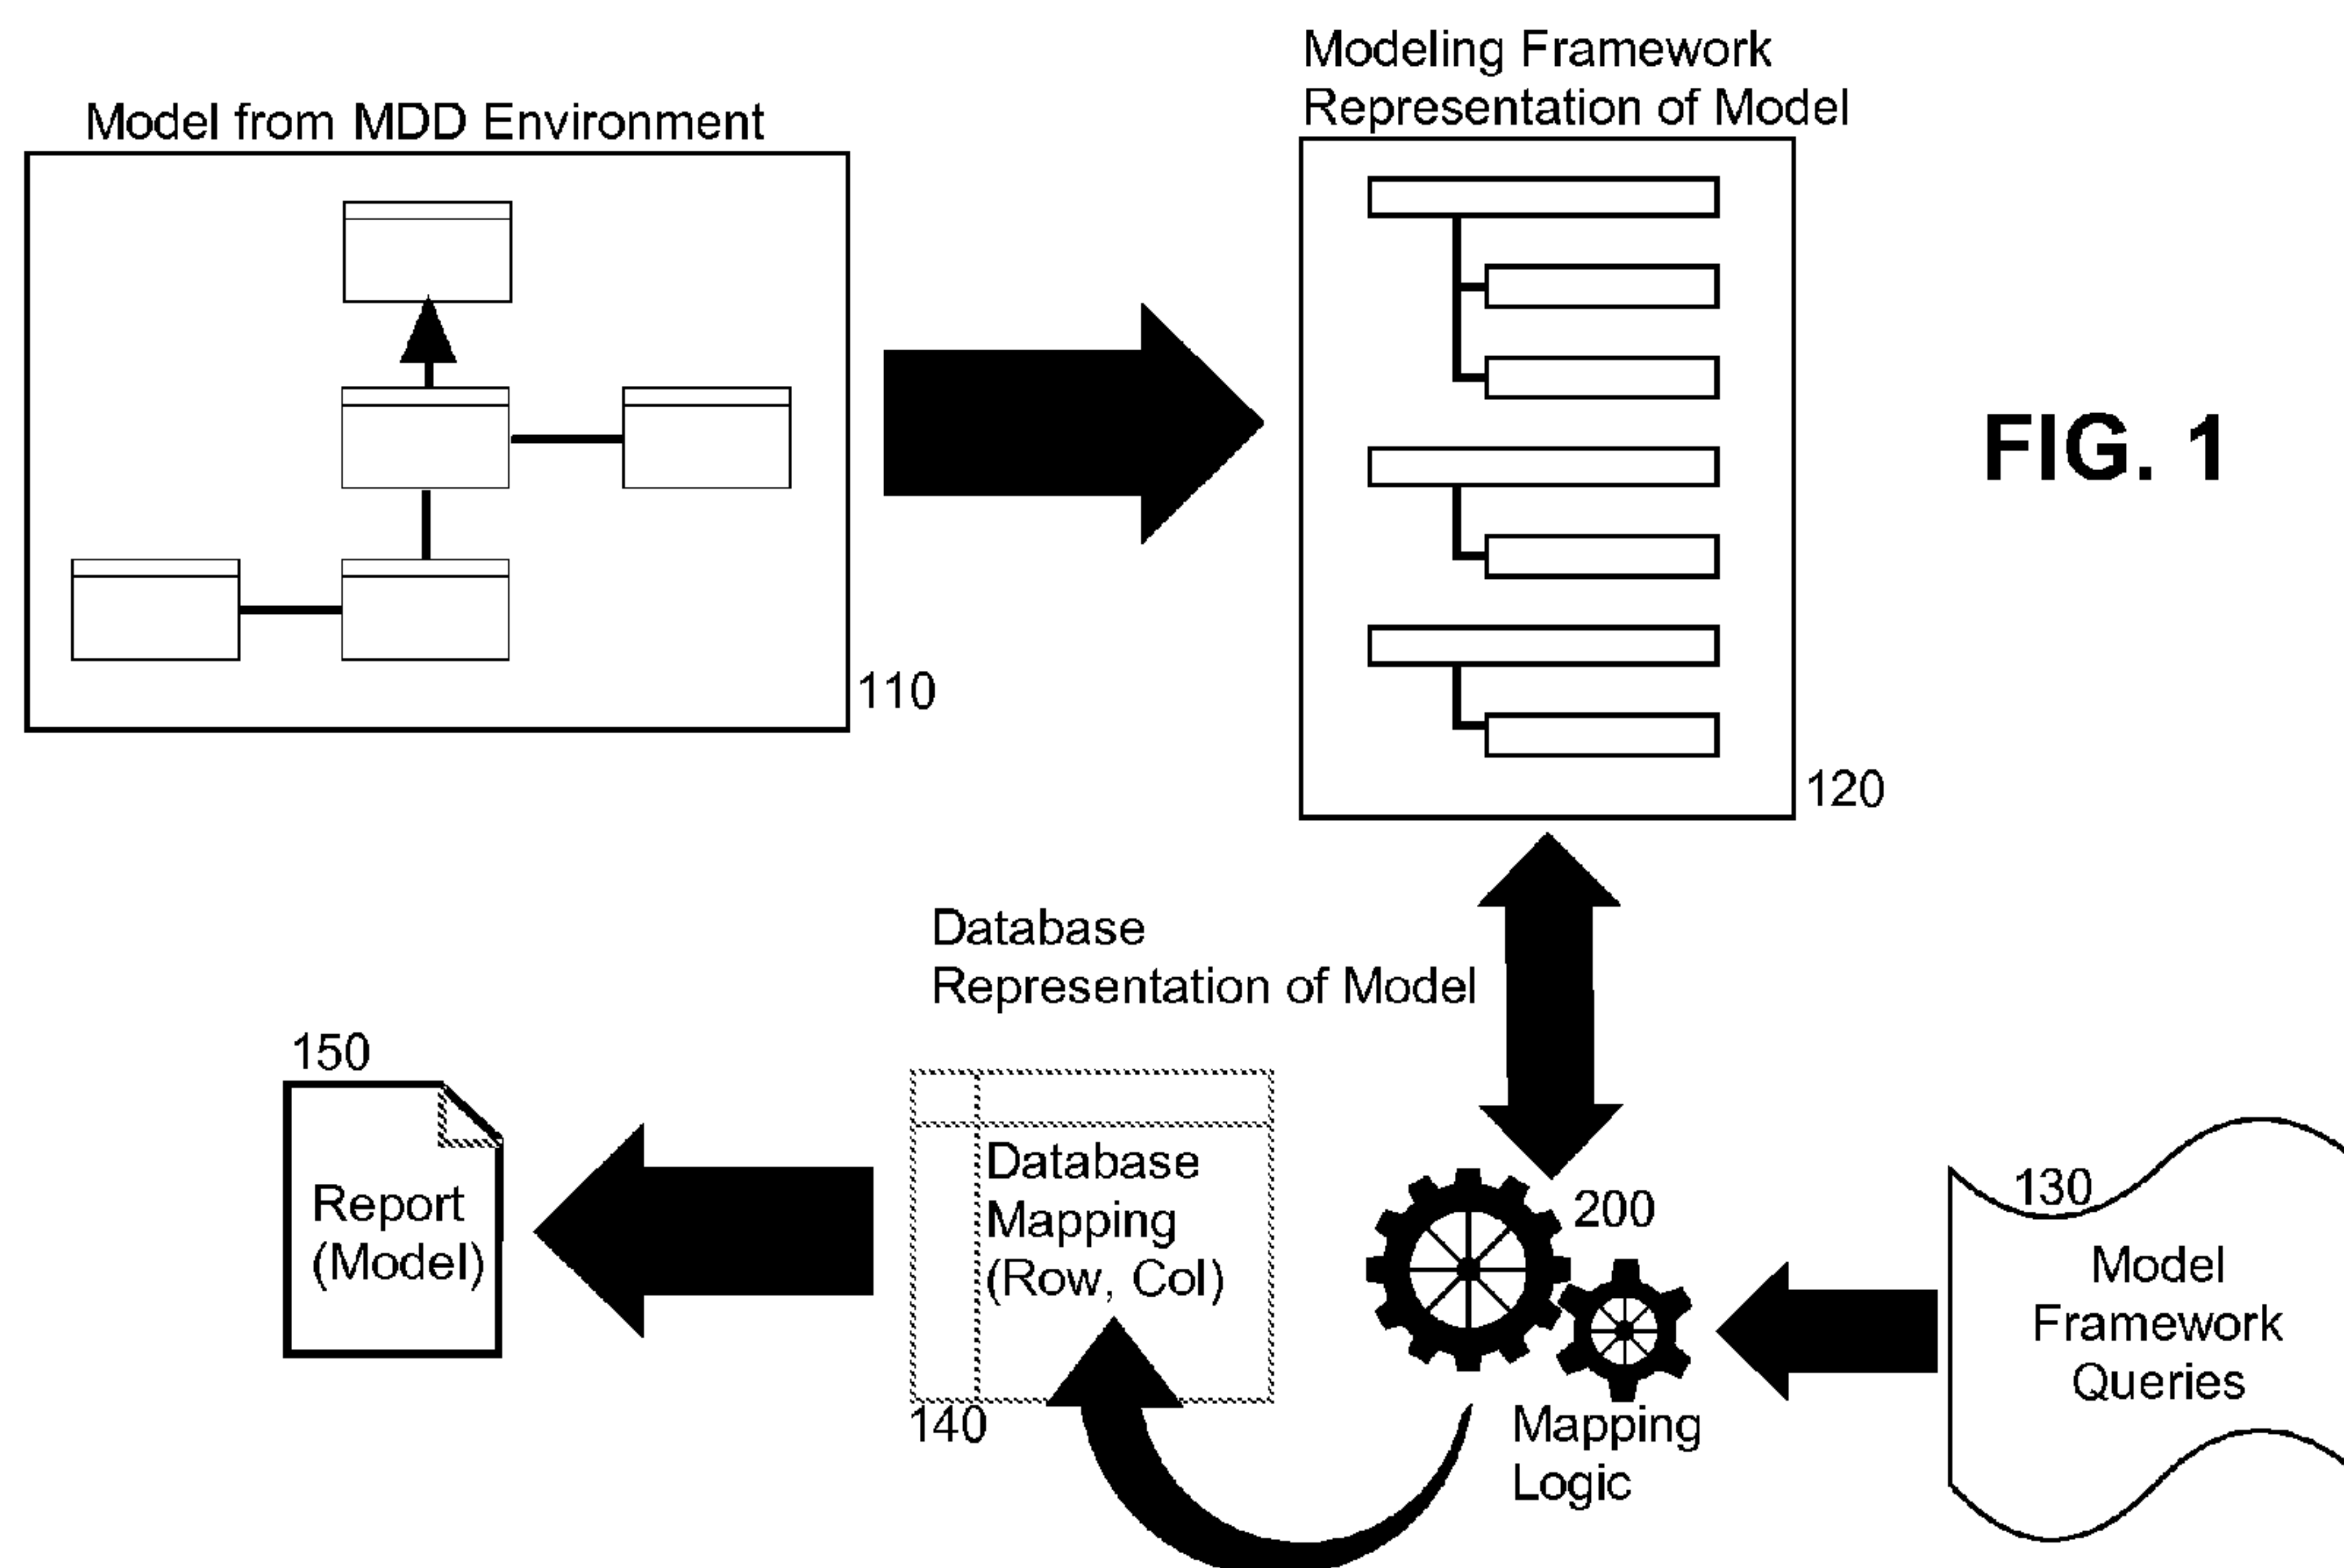 Modeling Framework
Representation of Model
Model from MDD Environment
FIG. 1
110
120
Database
Representation of Model
150
Report
(Model)
Database
Mapping
(Row, Col)
140
200
Mapping
Logic
130
Model
Framework
Queries